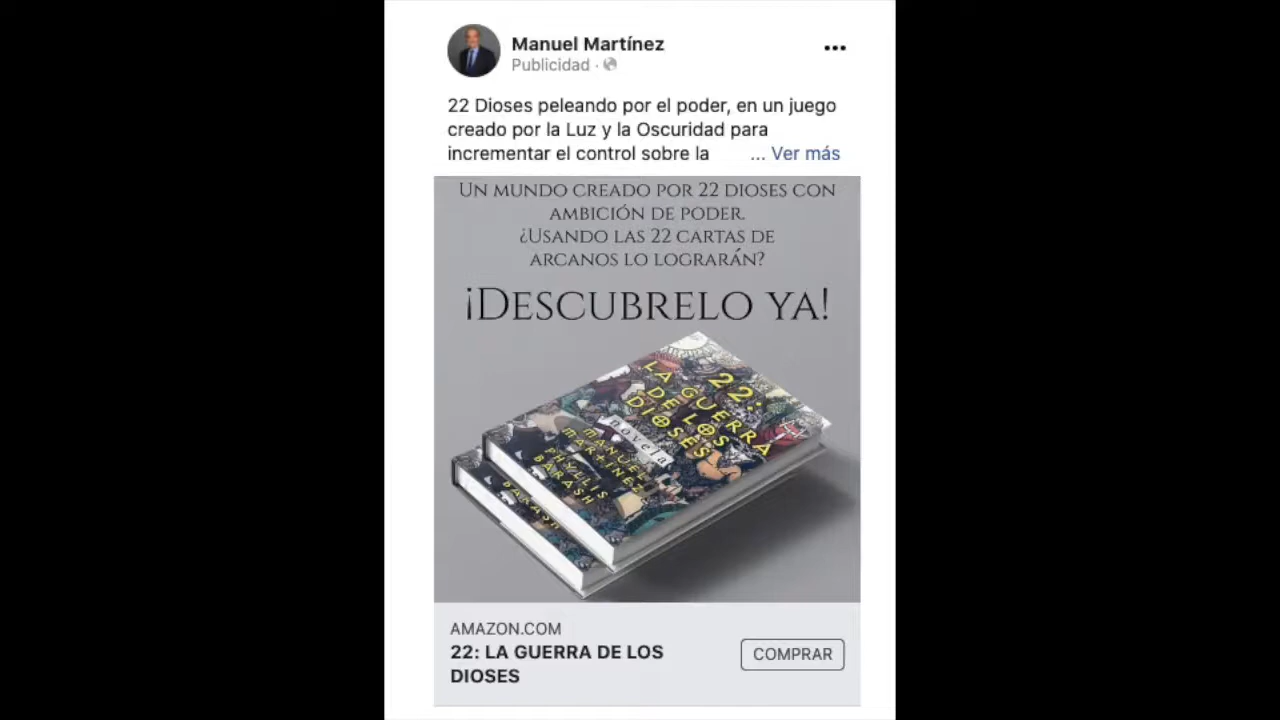 Manuel Martínez
Publicidad ·
22 Dioses peleando por el poder, en un juego
creado por la Luz y la Oscuridad para
incrementar el control sobre la ... Ver más
UN MUNDO CREADO POR 22 DIOSES CON
AMBICIÓN DE PODER.
¿USANDO LAS 22 CARTAS DE
ARCANOS LO LOGRARÁN?
¡DESCUBRELO YA!
22:
LA GUERRA
DE LOS
DIOSES
novela
MANUEL
MARTINEZ
PHYLLIS
BARASH
BARASH
AMAZON.COM
22: LA GUERRA DE LOS
DIOSES
COMPRAR